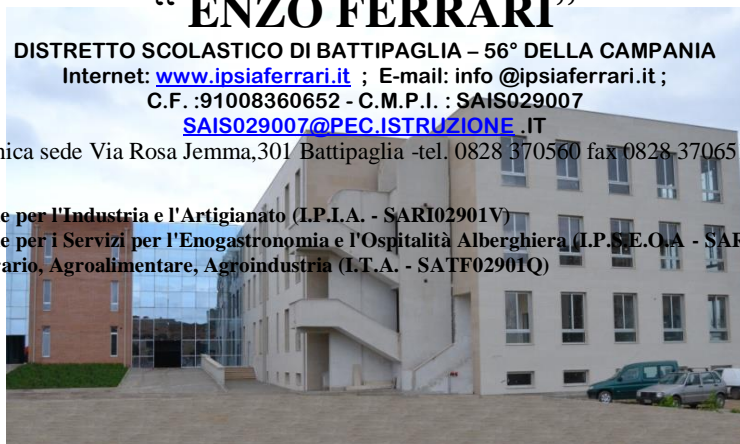 “ ENZO FERRARI”
DISTRETTO SCOLASTICO DI BATTIPAGLIA – 56° DELLA CAMPANIA
Internet: www.ipsiaferrari.it ; E-mail: info @ipsiaferrari.it ;
C.F. :91008360652 - C.M.P.I. : SAIS029007
SAIS029007@PEC.ISTRUZIONE .IT
nica sede Via Rosa Jemma,301 Battipaglia -tel. 0828 370560 fax 0828-37065
e per l'Industria e l'Artigianato (I.P.I.A. - SARI02901V)
e per i Servizi per l'Enogastronomia e l'Ospitalità Alberghiera (I.P.S.E.O.A - SAR
rario, Agroalimentare, Agroindustria (I.T.A. - SATF02901Q)